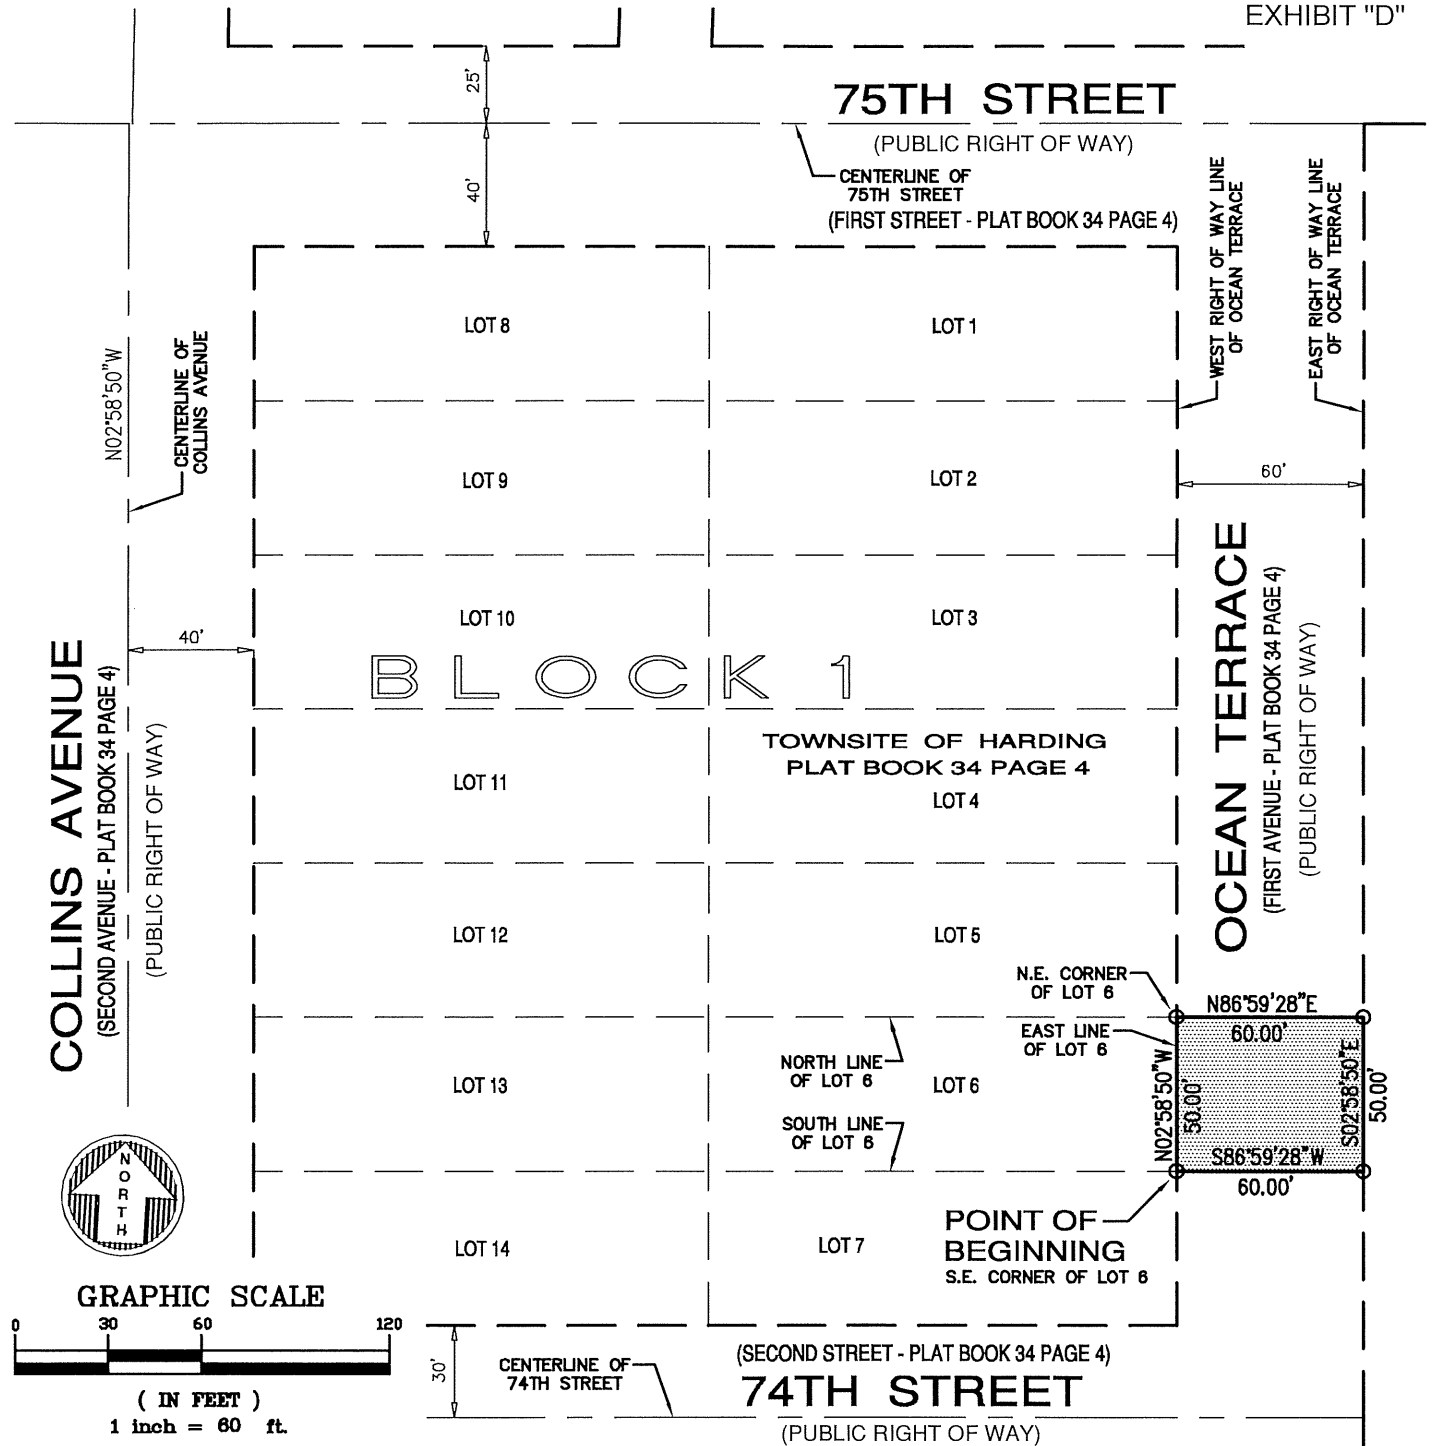 EXHIBIT "D"
25'
75TH STREET
(PUBLIC RIGHT OF WAY)
40'
CENTERLINE OF
75TH STREET
(FIRST STREET - PLAT BOOK 34 PAGE 4)
WEST RIGHT OF WAY LINE
OF OCEAN TERRACE
EAST RIGHT OF WAY LINE
OF OCEAN TERRACE
N02°58'50"W
CENTERLINE OF
COLLINS AVENUE
LOT 8
LOT 1
LOT 9
LOT 2
60'
LOT 10
LOT 3
40'
BLOCK 1
TOWNSITE OF HARDING
PLAT BOOK 34 PAGE 4
LOT 11
LOT 4
COLLINS AVENUE
(SECOND AVENUE - PLAT BOOK 34 PAGE 4)
(PUBLIC RIGHT OF WAY)
OCEAN TERRACE
(FIRST AVENUE - PLAT BOOK 34 PAGE 4)
(PUBLIC RIGHT OF WAY)
LOT 12
LOT 5
N.E. CORNER
OF LOT 6
N86°59'28"E
60.00'
EAST LINE
OF LOT 6
NORTH LINE
OF LOT 6
LOT 13
LOT 6
SOUTH LINE
OF LOT 6
N02°58'50"W
50.00'
S02°58'50"E
50.00'
S86°59'28"W
60.00'
NORTH
POINT OF
BEGINNING
S.E. CORNER OF LOT 6
LOT 14
LOT 7
GRAPHIC SCALE
0 30 60 120
( IN FEET )
1 inch = 60 ft.
30'
CENTERLINE OF
74TH STREET
(SECOND STREET - PLAT BOOK 34 PAGE 4)
74TH STREET
(PUBLIC RIGHT OF WAY)